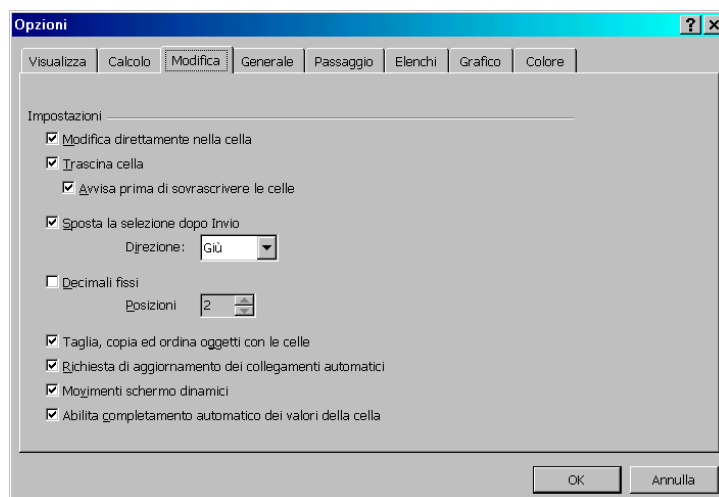 Opzioni
Visualizza Calcolo Modifica Generale Passaggio Elenchi Grafico Colore
Impostazioni
Modifica direttamente nella cella
Trascina cella
Avvisa prima di sovrascrivere le celle
Sposta la selezione dopo Invio
Direzione: Giù
Decimali fissi
Posizioni 2
Taglia, copia ed ordina oggetti con le celle
Richiesta di aggiornamento dei collegamenti automatici
Movimenti schermo dinamici
Abilita completamento automatico dei valori della cella
OK Annulla